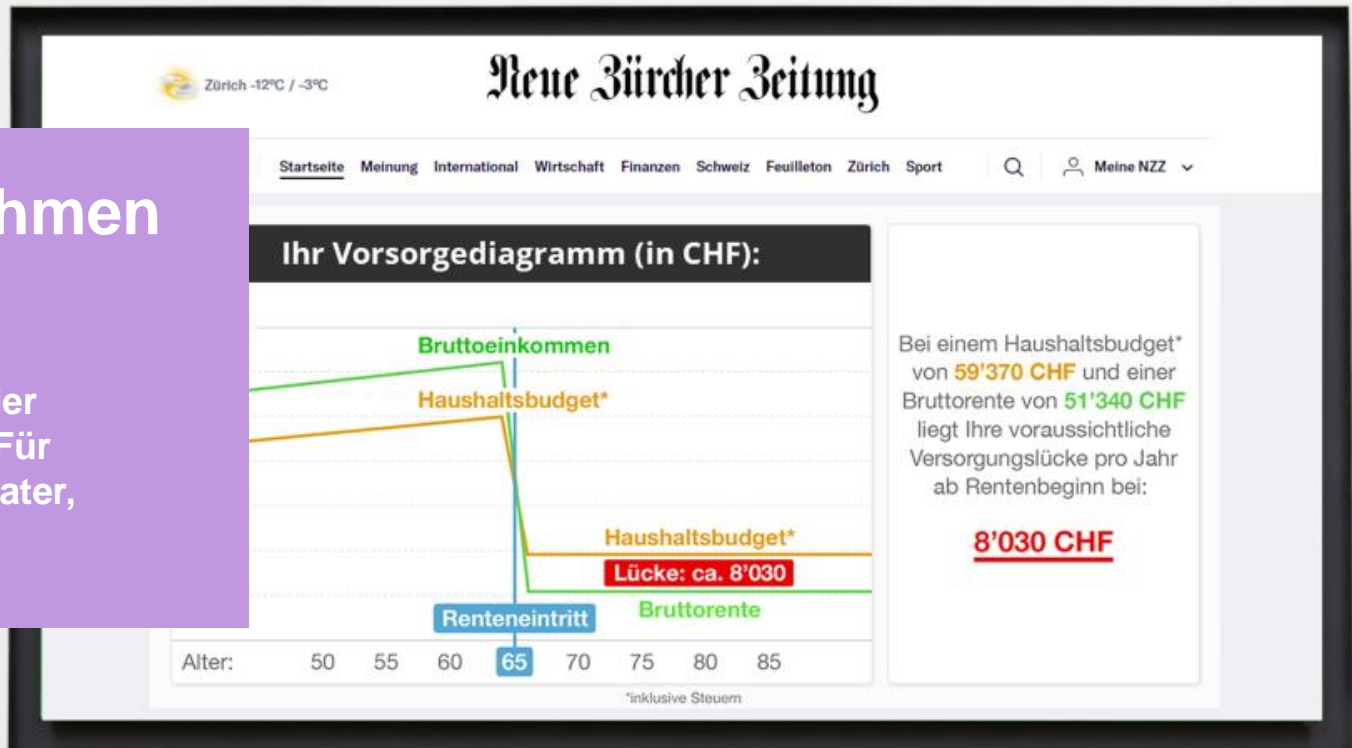 Zürich -12°C / -3°C
Neue Zürcher Zeitung
Startseite Meinung International Wirtschaft Finanzen Schweiz Feuilleton Zürich Sport
Meine NZZ
hmen
ler
Für
ater,
Ihr Vorsorgediagramm (in CHF):
Bruttoeinkommen
Haushaltsbudget*
Haushaltsbudget*
Lücke: ca. 8'030
Bruttorente
Renteneintritt
Alter: 50 55 60 65 70 75 80 85
*inklusive Steuern
Bei einem Haushaltsbudget*
von 59'370 CHF und einer
Bruttorente von 51'340 CHF
liegt Ihre voraussichtliche
Versorgungslücke pro Jahr
ab Rentenbeginn bei:
8'030 CHF